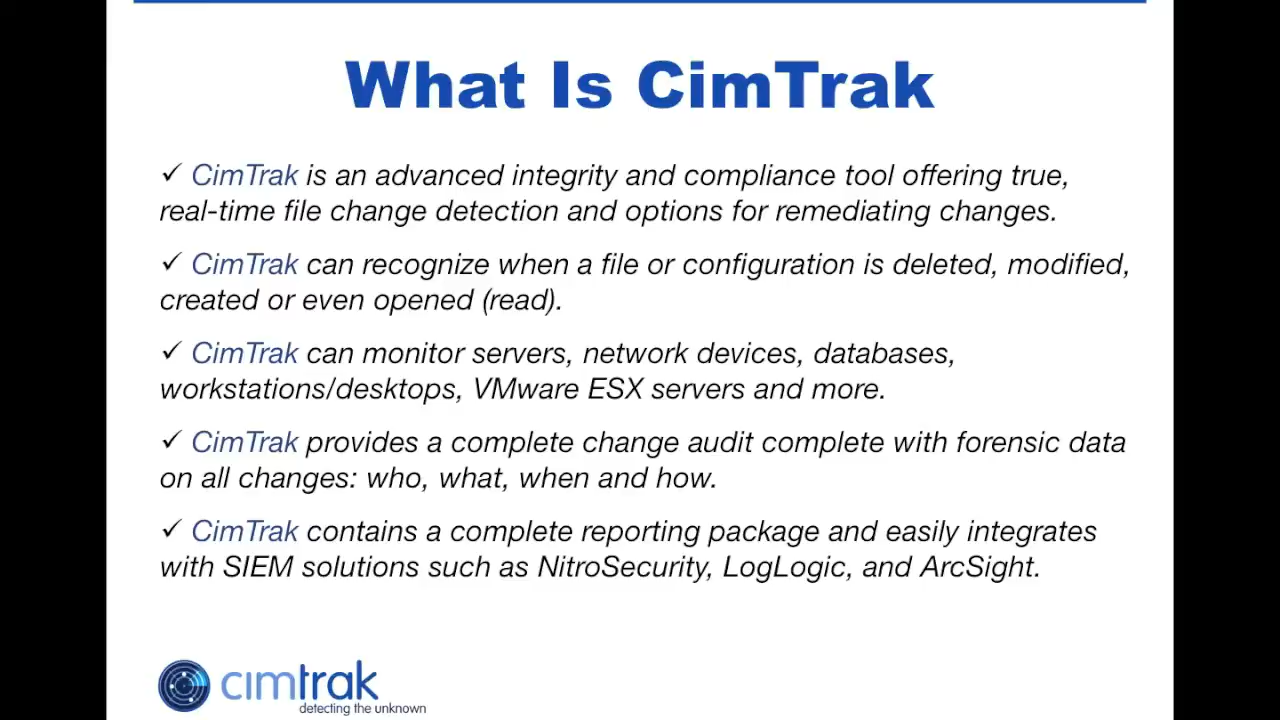 What Is CimTrak
✓ CimTrak is an advanced integrity and compliance tool offering true,
real-time file change detection and options for remediating changes.
✓ CimTrak can recognize when a file or configuration is deleted, modified,
created or even opened (read).
✓ CimTrak can monitor servers, network devices, databases,
workstations/desktops, VMware ESX servers and more.
✓ CimTrak provides a complete change audit complete with forensic data
on all changes: who, what, when and how.
✓ CimTrak contains a complete reporting package and easily integrates
with SIEM solutions such as NitroSecurity, LogLogic, and ArcSight.
cimtrak
detecting the unknown